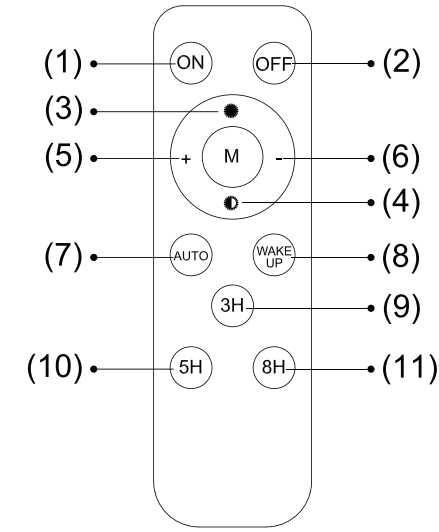 (1) ON OFF (2)
(3)
(5) + M - (6)
(4)
(7) AUTO WAKE UP (8)
3H (9)
(10) 5H 8H (11)